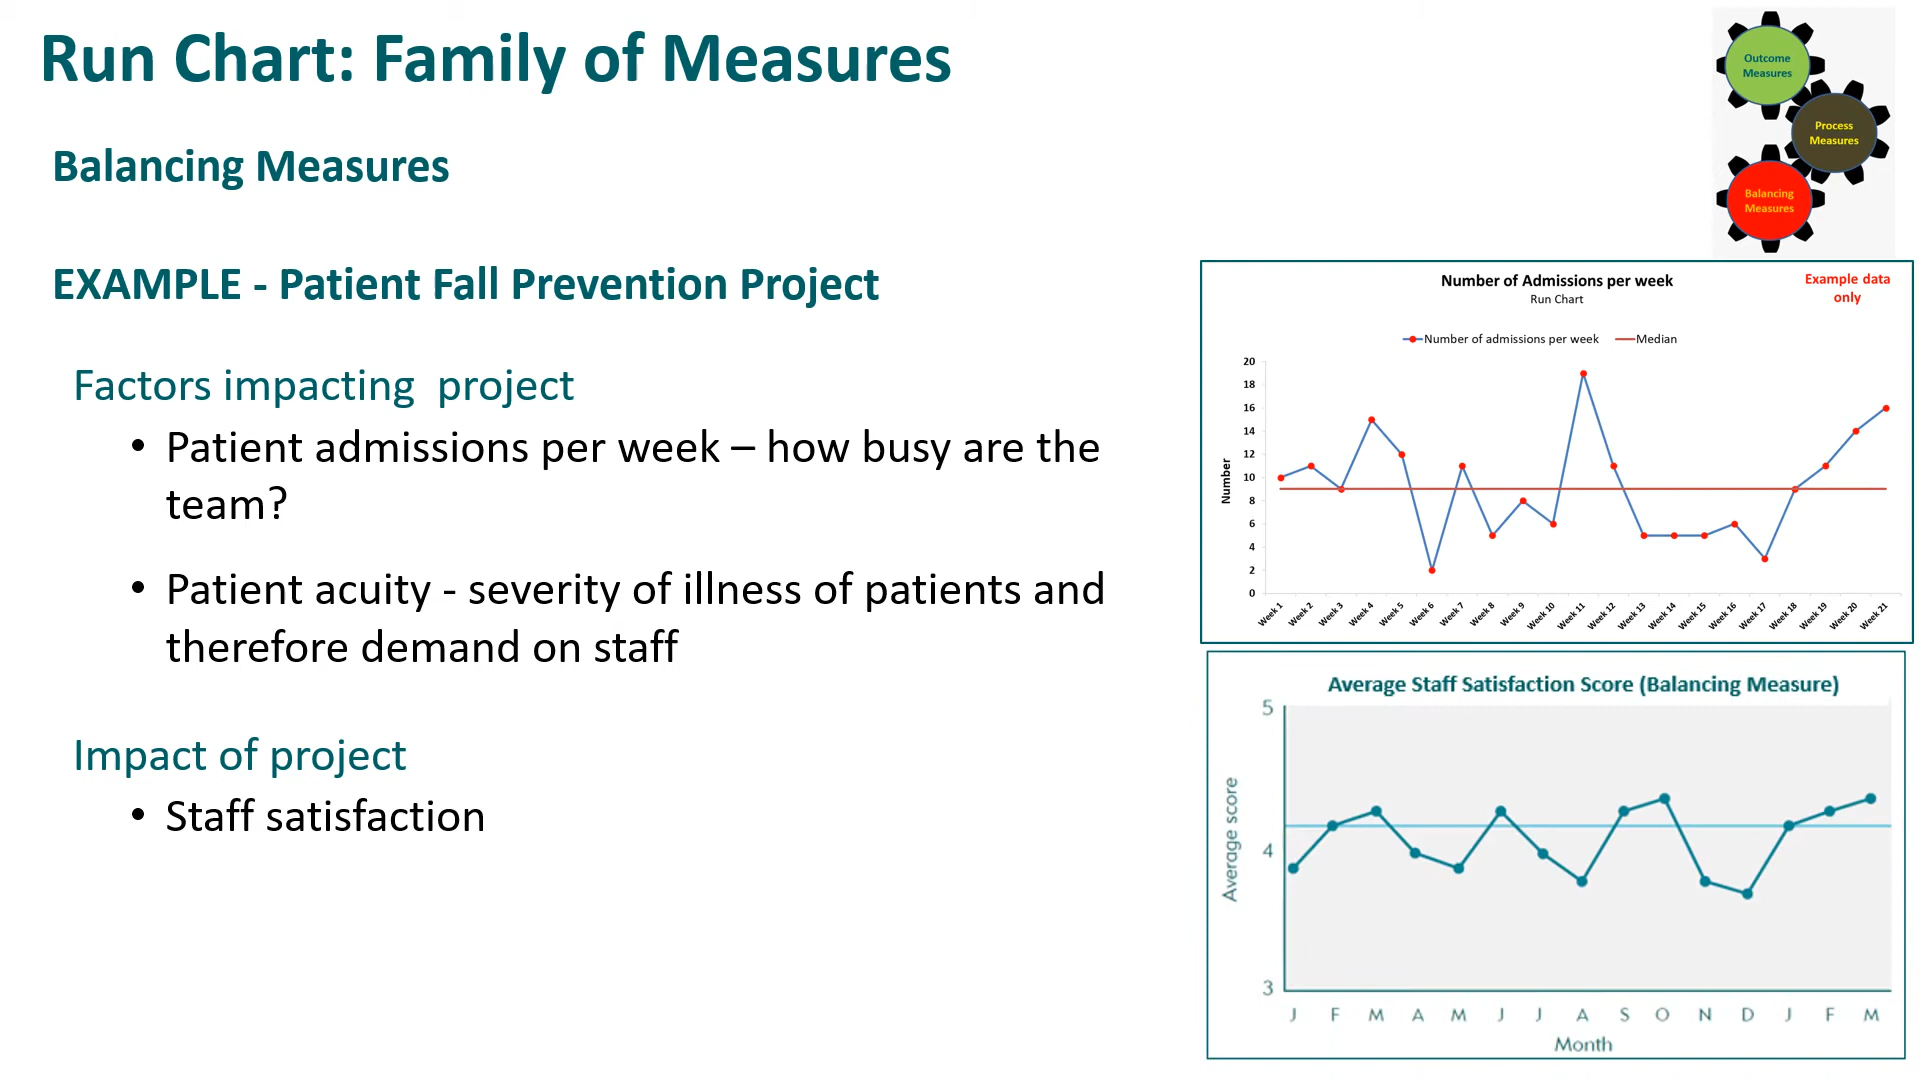 Run Chart: Family of Measures
Outcome
Measures
Process
Measures
Balancing
Measures
Balancing Measures
EXAMPLE - Patient Fall Prevention Project
Factors impacting  project
• Patient admissions per week – how busy are the
team?
• Patient acuity - severity of illness of patients and
therefore demand on staff
Impact of project
• Staff satisfaction
Number of Admissions per week
Run Chart
Example data
only
Number of admissions per week Median
Number
20
18
16
14
12
10
8
6
4
2
0
Week 1 Week 2 Week 3 Week 4 Week 5 Week 6 Week 7 Week 8 Week 9 Week 10 Week 11 Week 12 Week 13 Week 14 Week 15 Week 16 Week 17 Week 18 Week 19 Week 20 Week 21
Average Staff Satisfaction Score (Balancing Measure)
Average score
5
4
3
J F M A M J J A S O N D J F M
Month